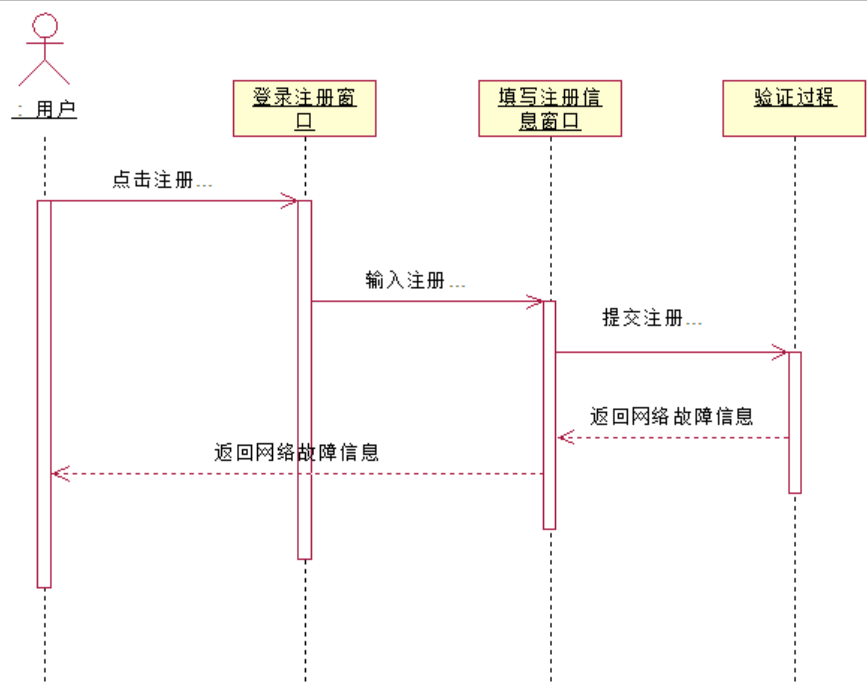 : 用户
登录注册窗
口
填写注册信
息窗口
验证过程
点击注册...
输入注册...
提交注册...
返回网络故障信息
返回网络故障信息